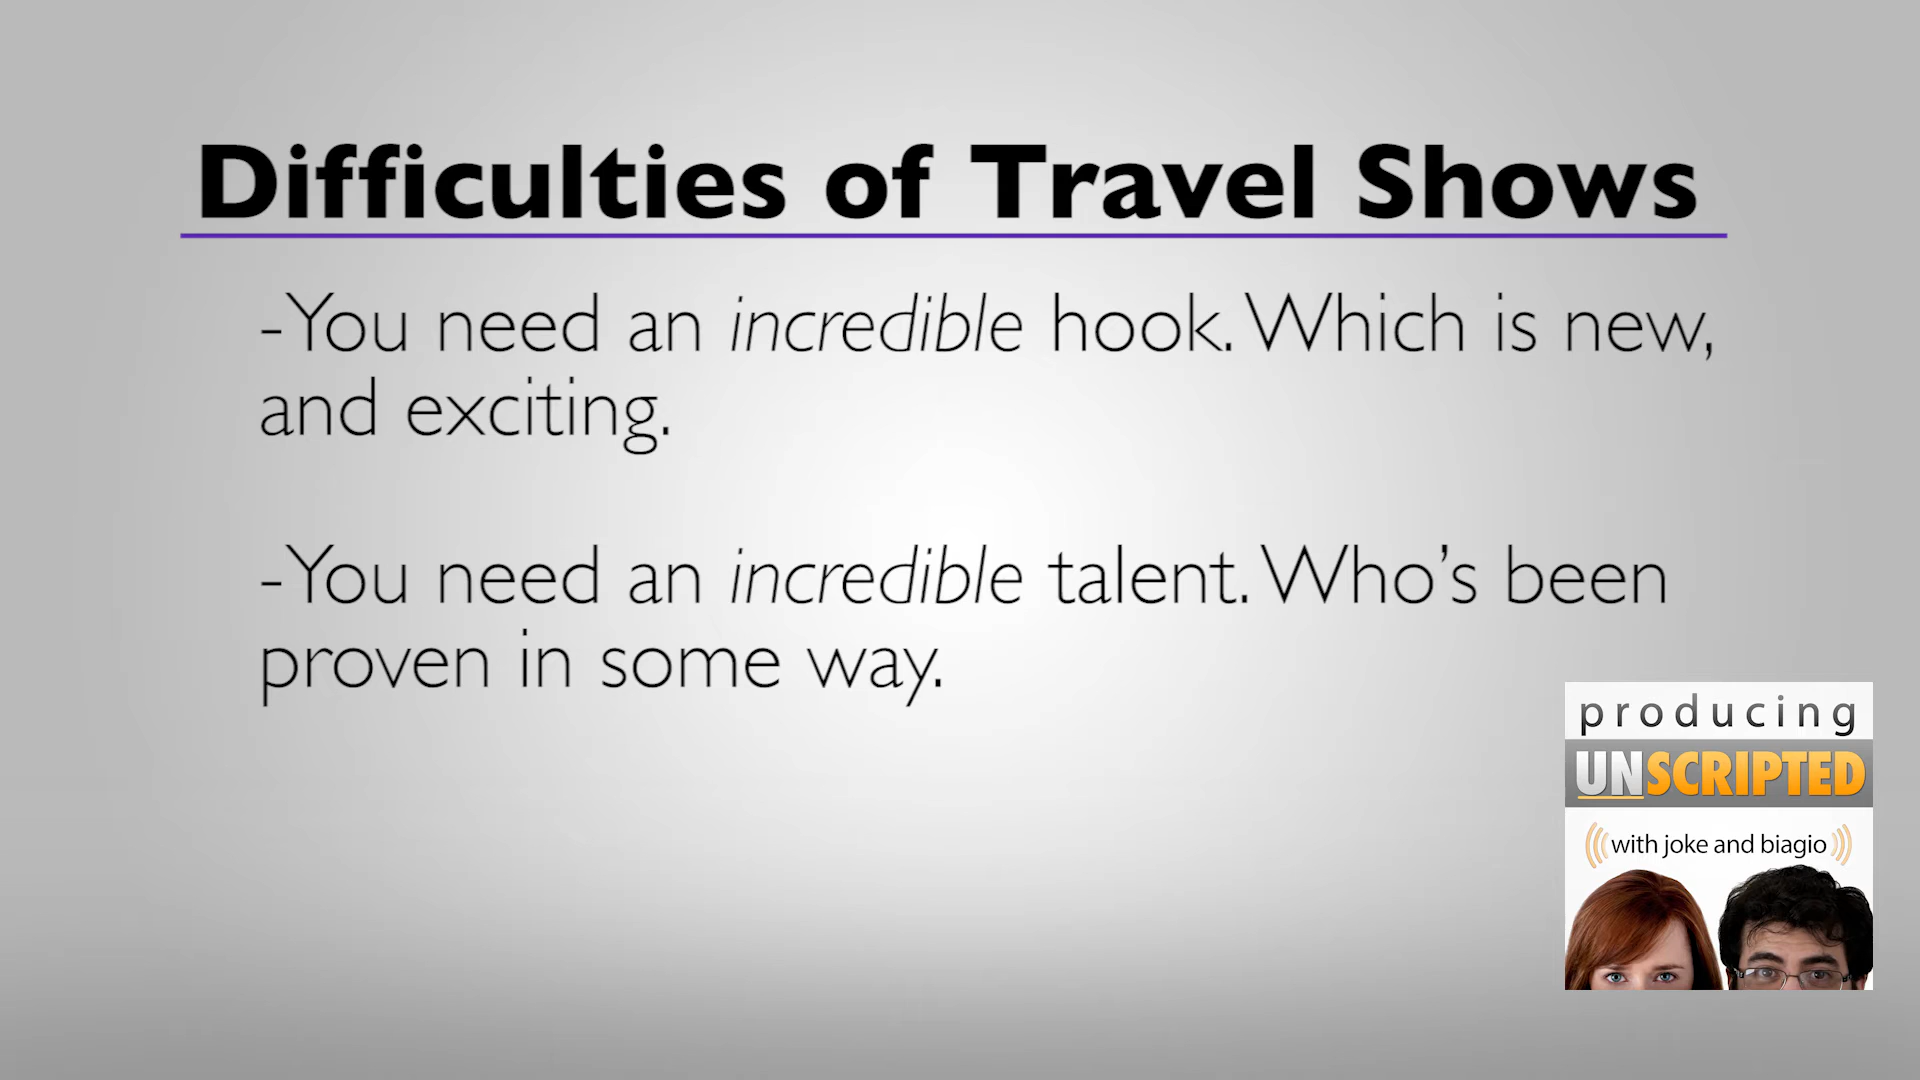 Difficulties of Travel Shows
-You need an incredible hook. Which is new,
and exciting.
-You need an incredible talent. Who’s been
proven in some way.
producing
UNSCRIPTED
with joke and biagio